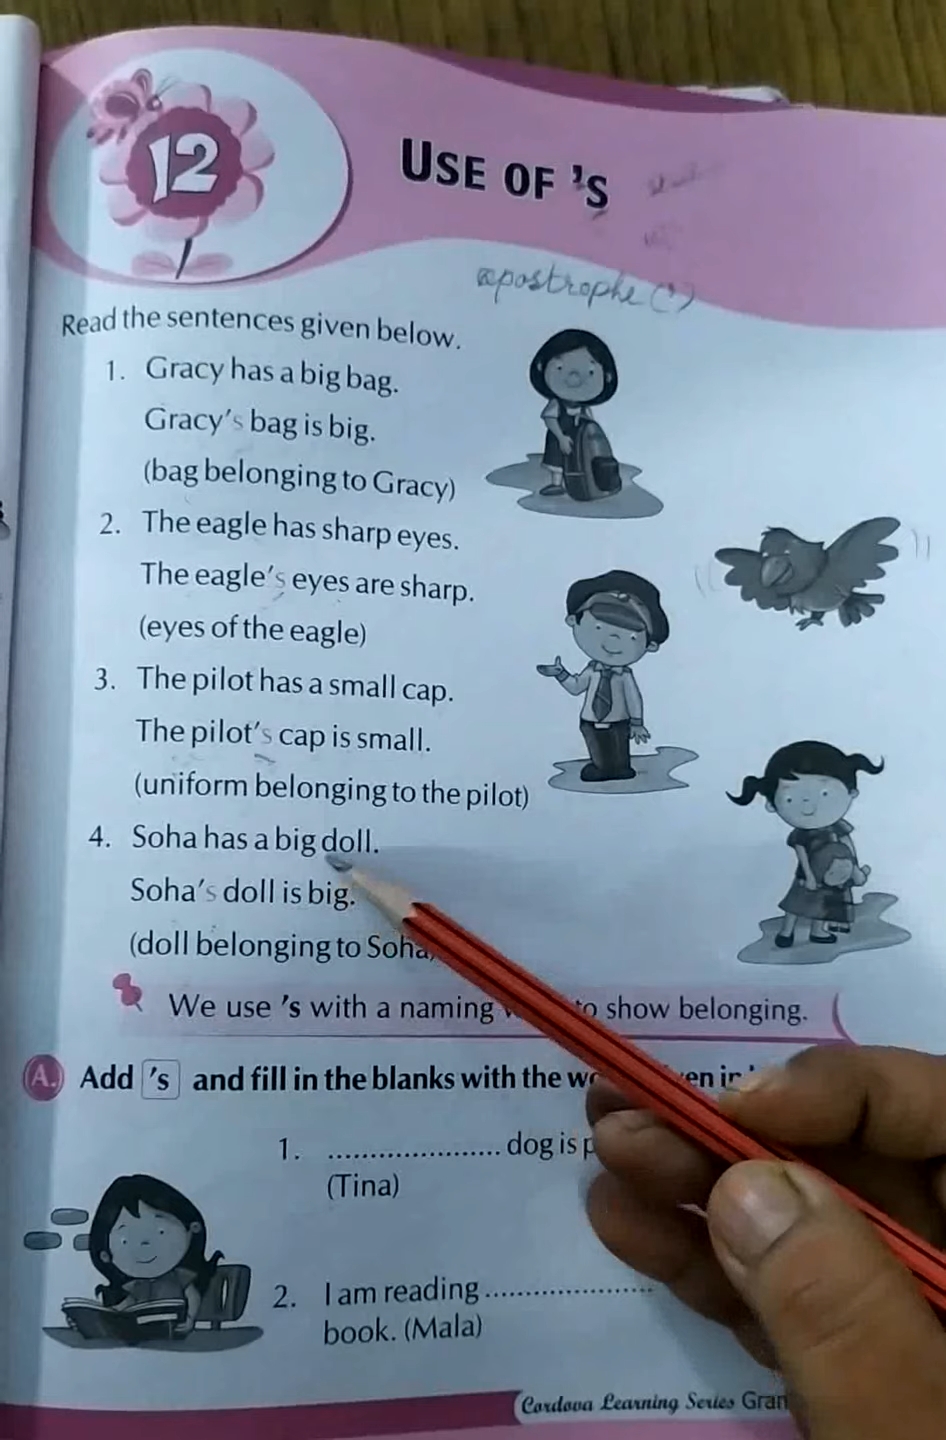 12
USE OF 's
apostrophe (')
Read the sentences given below.
1. Gracy has a big bag.
Gracy's bag is big.
(bag belonging to Gracy)
2. The eagle has sharp eyes.
The eagle's eyes are sharp.
(eyes of the eagle)
3. The pilot has a small cap.
The pilot's cap is small.
(uniform belonging to the pilot)
4. Soha has a big doll.
Soha's doll is big.
(doll belonging to Soha)
We use 's with a naming to show belonging.
A. Add 's and fill in the blanks with the in
1. .................... dog is
(Tina)
2. I am reading ....................
book. (Mala)
Cordova Learning Series